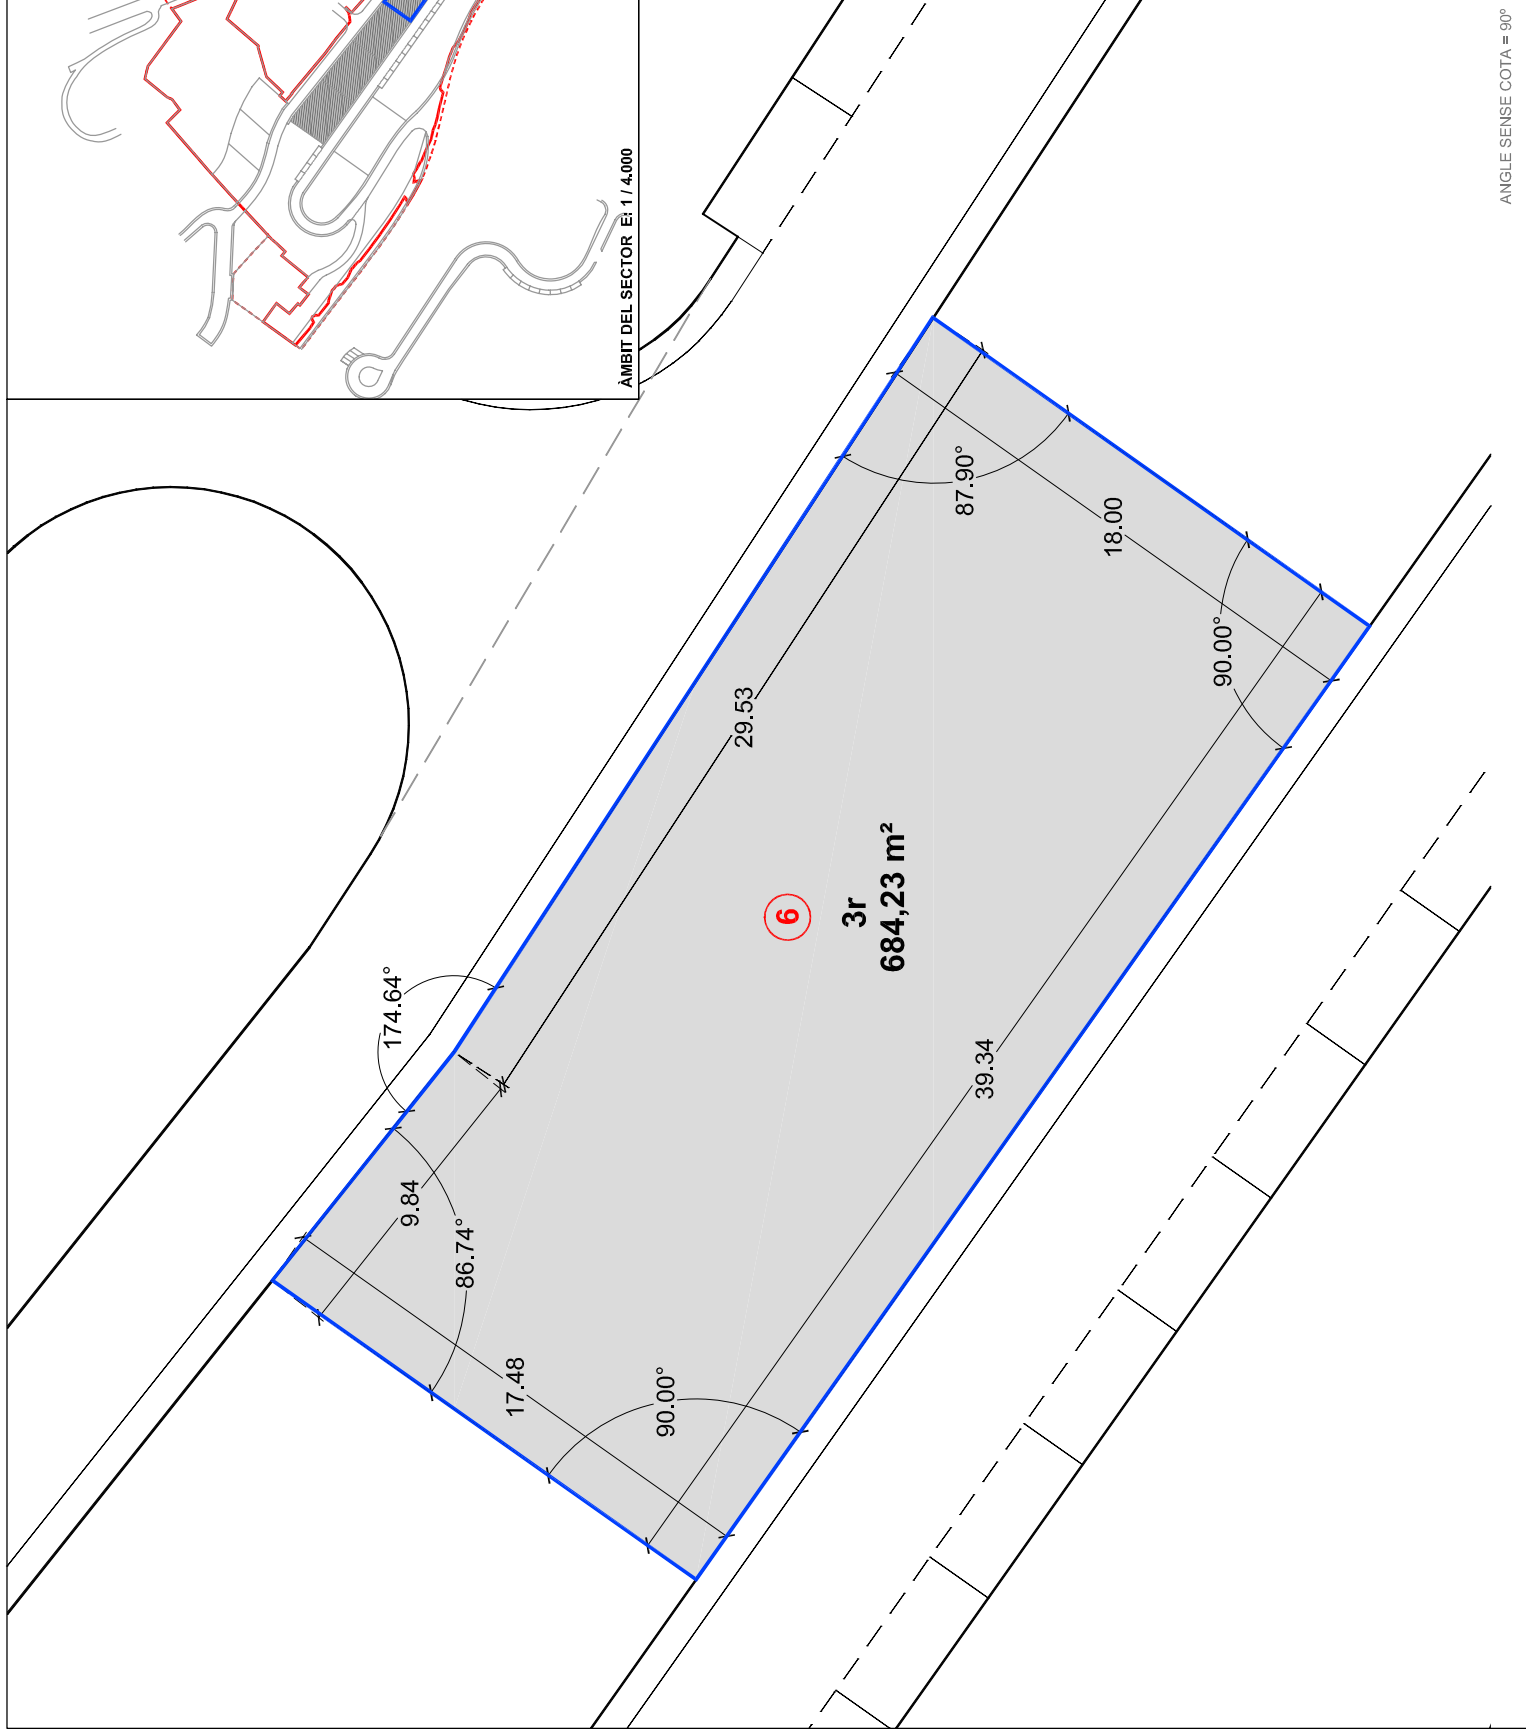 ÀMBIT DEL SECTOR E: 1 / 4.000
ANGLE SENSE COTA = 90º
87.90°
18.00
90.00°
29.53
6
3r
684,23 m²
174.64°
39.34
9.84
86.74°
17.48
90.00°